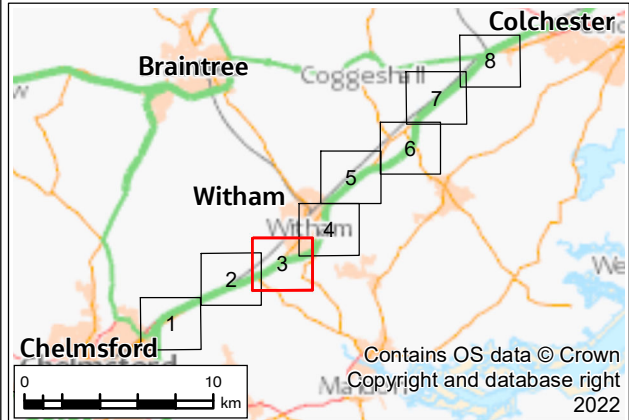 Colchester
Braintree
Coggeshall
8
7
6
5
Witham
Witham
4
3
2
1
Chelmsford
Chelmsford
0 10
km
Contains OS data © Crown
Copyright and database right
2022